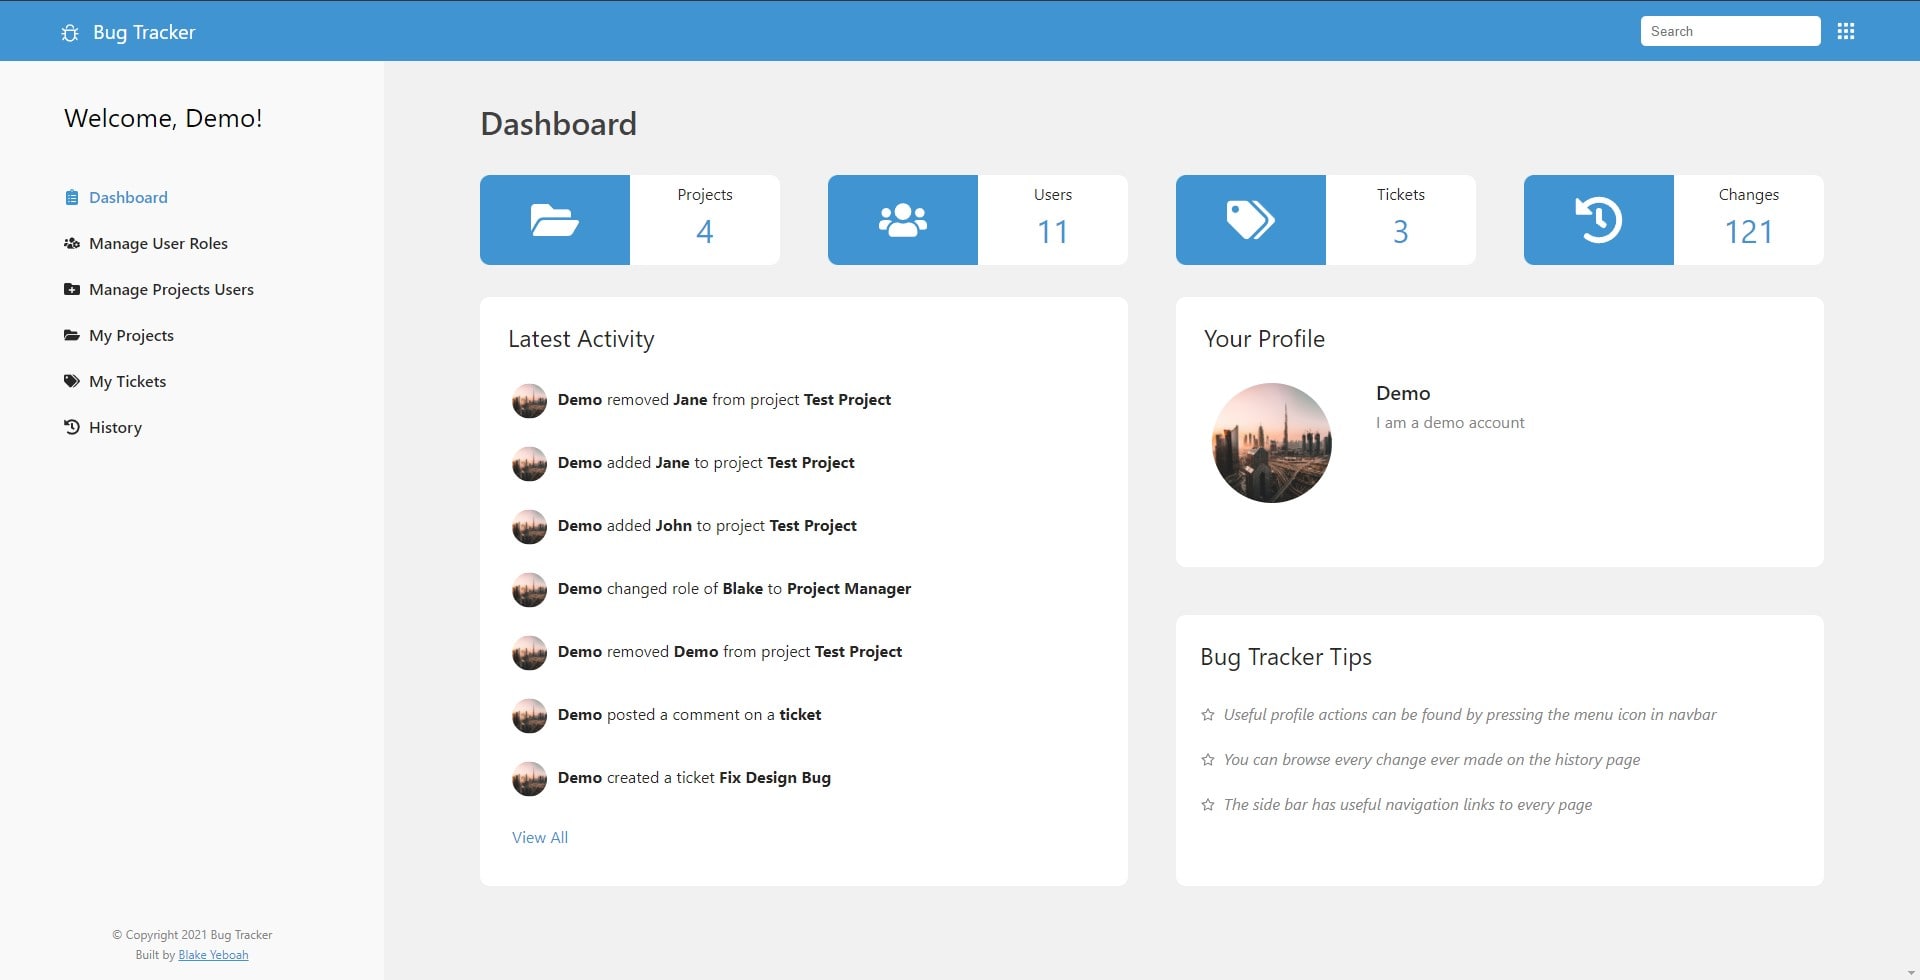 Bug Tracker
Search
Welcome, Demo!
Dashboard
Manage User Roles
Manage Projects Users
My Projects
My Tickets
History
© Copyright 2021 Bug Tracker
Built by Blake Yeboah
Dashboard
Projects
4
Users
11
Tickets
3
Changes
121
Latest Activity
Demo removed Jane from project Test Project
Demo added Jane to project Test Project
Demo added John to project Test Project
Demo changed role of Blake to Project Manager
Demo removed Demo from project Test Project
Demo posted a comment on a ticket
Demo created a ticket Fix Design Bug
View All
Your Profile
Demo
I am a demo account
Bug Tracker Tips
Useful profile actions can be found by pressing the menu icon in navbar
You can browse every change ever made on the history page
The side bar has useful navigation links to every page